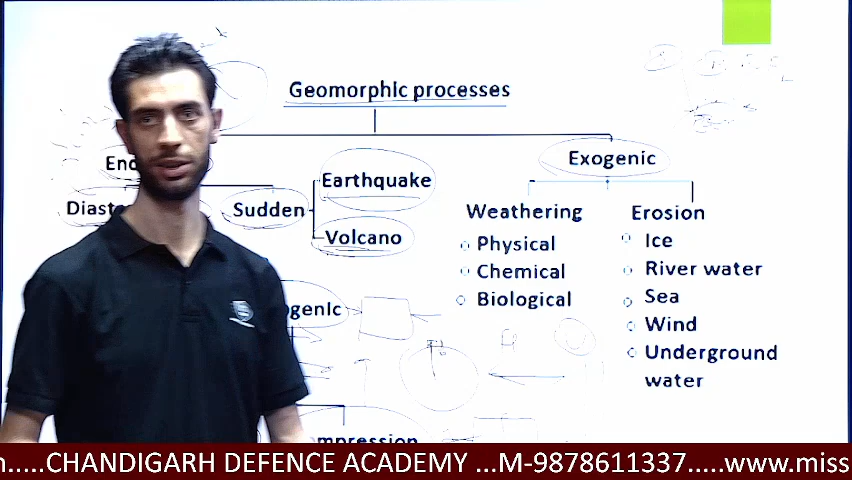 Geomorphic processes
Exogenic
Earthquake
Sudden
Volcano
Weathering
Physical
Chemical
Biological
Erosion
Ice
River water
Sea
Wind
Underground
water
.....CHANDIGARH DEFENCE ACADEMY ...M-9878611337.....www.miss